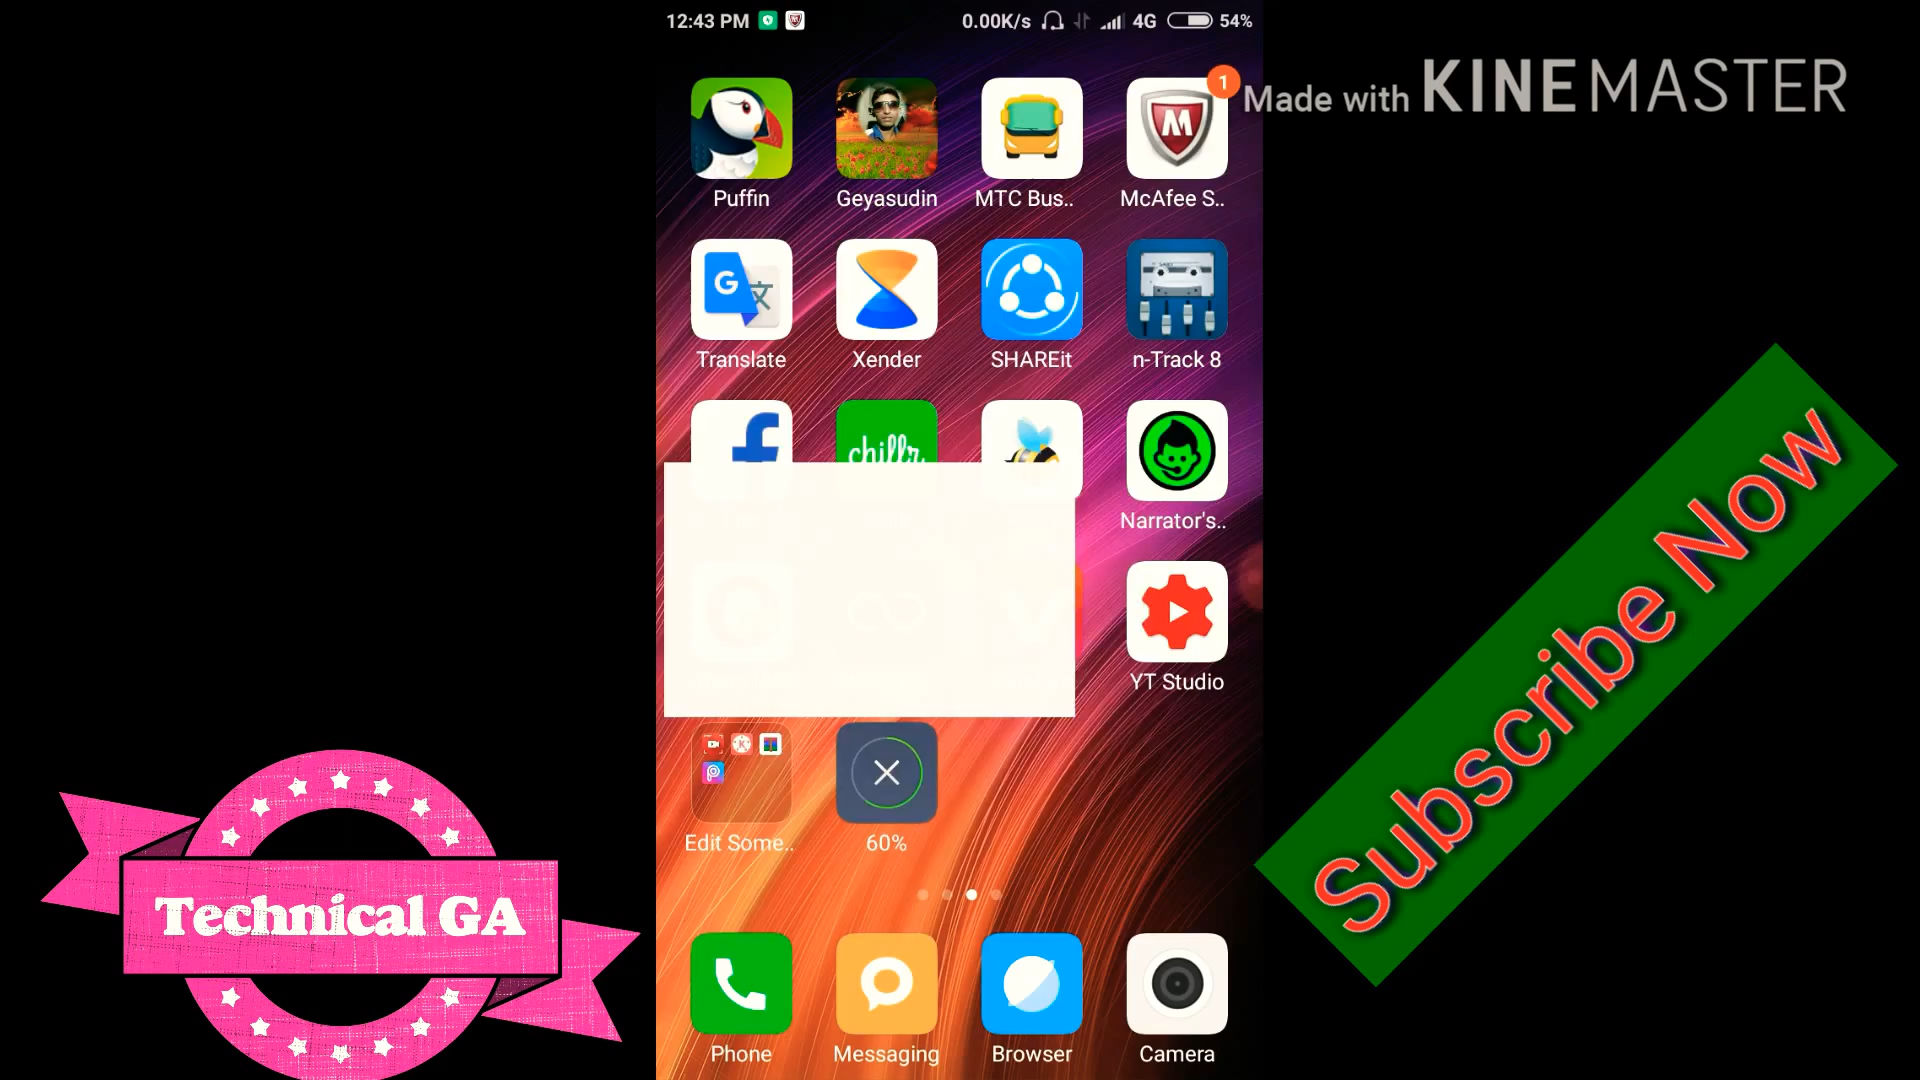 12:43 PM 0.00K/s 4G 54%
Made with KINEMASTER
1
Puffin Geyasudin MTC Bus.. McAfee S..
Translate Xender SHAREit n-Track 8
chillr
Narrator's..
YT Studio
Edit Some.. 60%
Phone Messaging Browser Camera
Technical GA
Subscribe Now